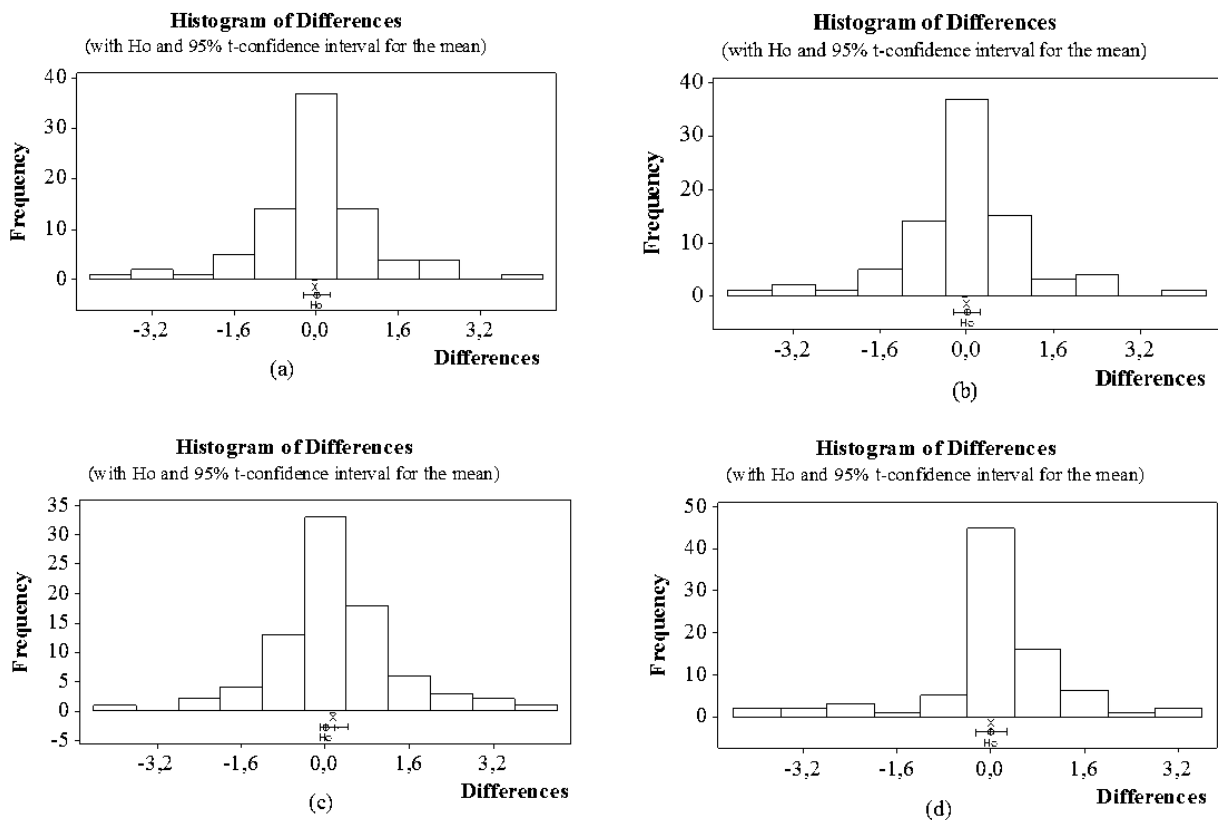 Histogram of Differences
(with Ho and 95% t-confidence interval for the mean)
Frequency
40
30
20
10
0
X
Ho
-3,2 -1,6 0,0 1,6 3,2
Differences
(a)
Histogram of Differences
(with Ho and 95% t-confidence interval for the mean)
Frequency
40
30
20
10
0
X
Ho
-3,2 -1,6 0,0 1,6 3,2
Differences
(b)
Histogram of Differences
(with Ho and 95% t-confidence interval for the mean)
Frequency
35
30
25
20
15
10
5
0
-5
X
Ho
-3,2 -1,6 0,0 1,6 3,2
Differences
(c)
Histogram of Differences
(with Ho and 95% t-confidence interval for the mean)
Frequency
50
40
30
20
10
0
X
Ho
-3,2 -1,6 0,0 1,6 3,2
Differences
(d)